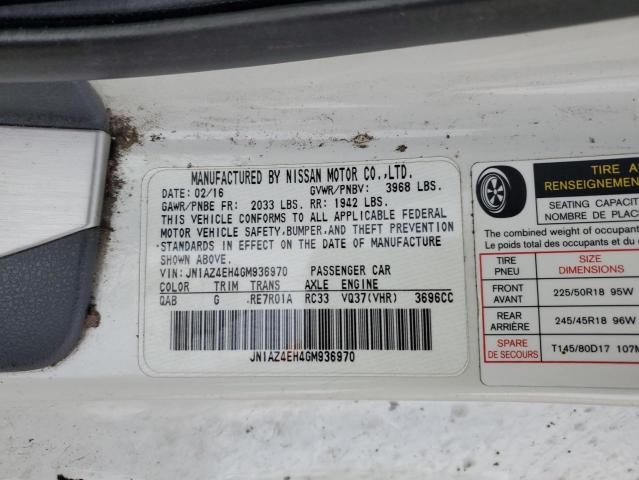 MANUFACTURED BY NISSAN MOTOR CO.,LTD.
DATE: 02/16 GVWR/PNBV: 3968 LBS.
GAWR/PNBE FR: 2033 LBS. RR: 1942 LBS.
THIS VEHICLE CONFORMS TO ALL APPLICABLE FEDERAL
MOTOR VEHICLE SAFETY,BUMPER,AND THEFT PREVENTION
STANDARDS IN EFFECT ON THE DATE OF MANUFACTURE
SHOWN ABOVE.
VIN: JN1AZ4EH4GM936970 PASSENGER CAR
COLOR TRIM TRANS AXLE ENGINE
QAB G RE7R01A RC33 VQ37(VHR) 3696CC
JN1AZ4EH4GM936970
TIRE
RENSEIGNEMENT
SEATING CAPACITY
NOMBRE DE PLACE
The combined weight of occupants
Le poids total des occupants et du
TIRE
PNEU
SIZE
DIMENSIONS
FRONT
AVANT
225/50R18 95W
REAR
ARRIÈRE
245/45R18 96W
SPARE
DE SECOURS
T145/80D17 107M